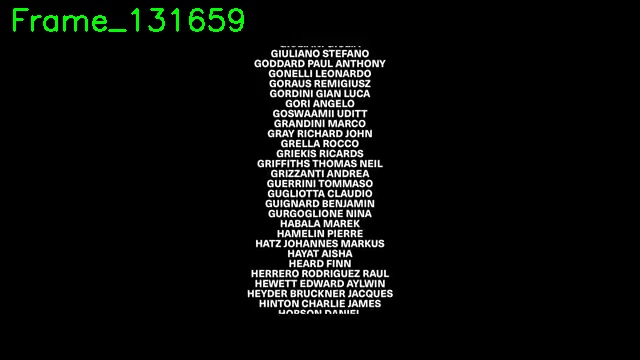 Frame_131659
GIULIANO STEFANO
GODDARD PAUL ANTHONY
GONELLI LEONARDO
GORAUS REMIGIUSZ
GORDINI GIAN LUCA
GORI ANGELO
GOSWAAMII UDITT
GRANDINI MARCO
GRAY RICHARD JOHN
GRELLA ROCCO
GRIEKIS RICARDS
GRIFFITHS THOMAS NEIL
GRIZZANTI ANDREA
GUERRINI TOMMASO
GUGLIOTTA CLAUDIO
GUIGNARD BENJAMIN
GURGOGLIONE NINA
HABALA MAREK
HAMELIN PIERRE
HATZ JOHANNES MARKUS
HAYAT AISHA
HEARD FINN
HERRERO RODRIGUEZ RAUL
HEWETT EDWARD AYLWIN
HEYDER BRUCKNER JACQUES
HINTON CHARLIE JAMES
HOBSON DANIEL